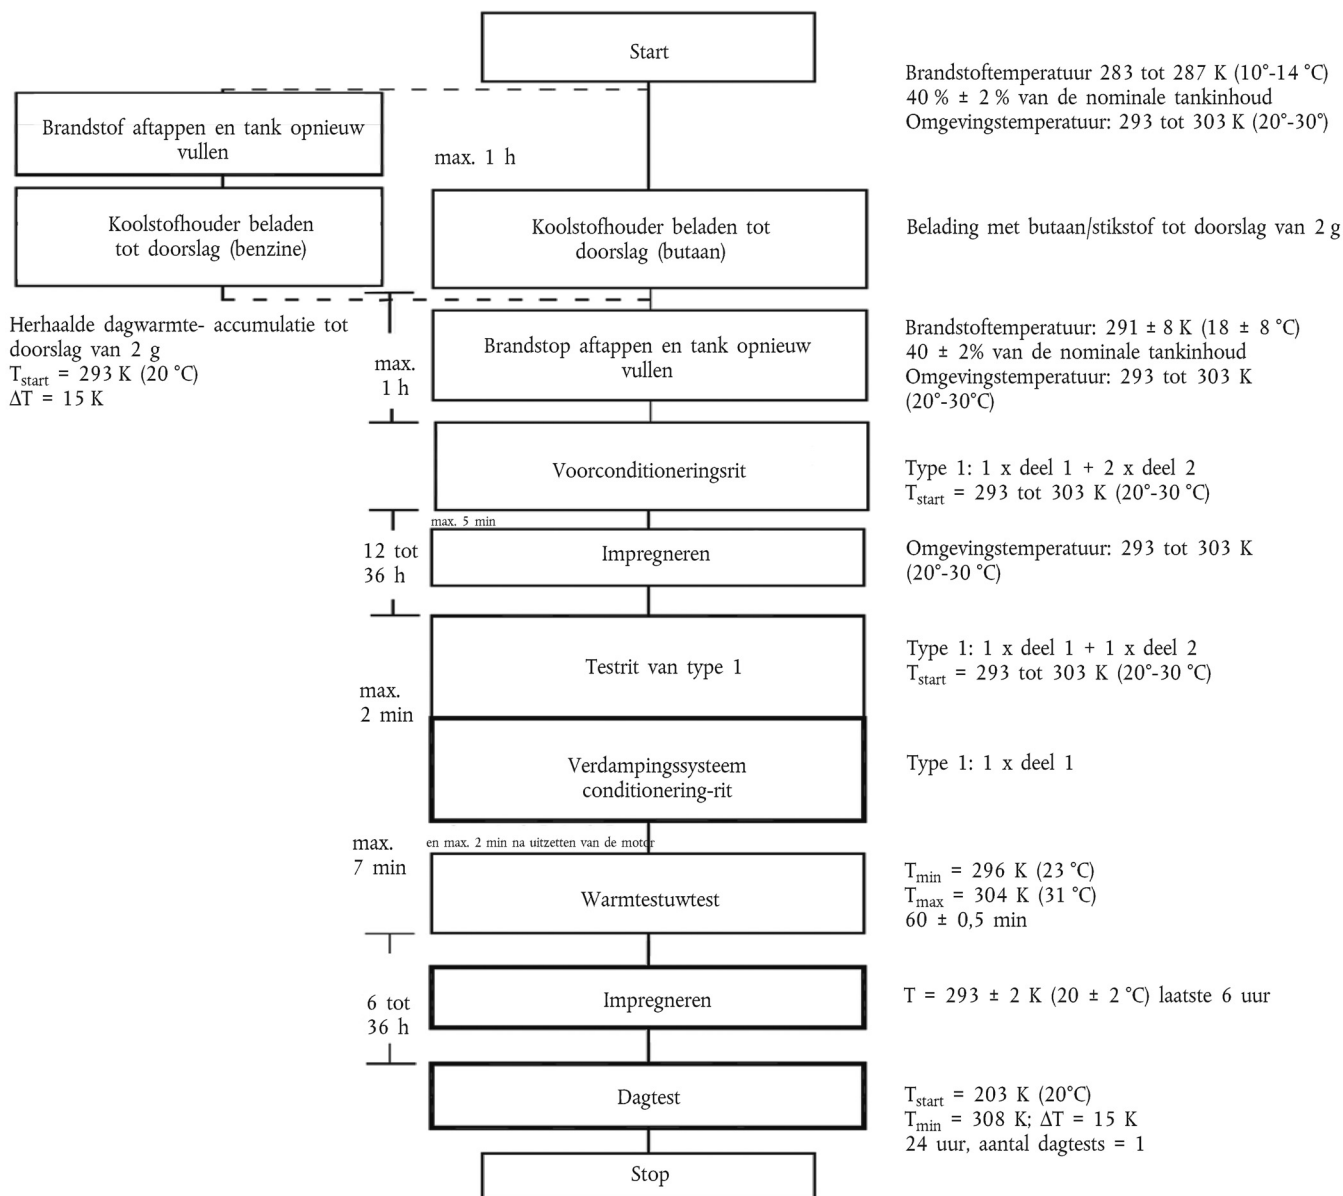 Start
Brandstoftemperatuur 283 tot 287 K (10°-14 °C)
40 % ± 2 % van de nominale tankinhoud
Omgevingstemperatuur: 293 tot 303 K (20°-30°)
Brandstof aftappen en tank opnieuw
vullen
max. 1 h
Koolstofhouder beladen
tot doorslag (benzine)
Koolstofhouder beladen tot
doorslag (butaan)
Belading met butaan/stikstof tot doorslag van 2 g
Herhaalde dagwarmte- accumulatie tot
doorslag van 2 g
Tstart = 293 K (20 °C)
ΔT = 15 K
max.
1 h
Brandstop aftappen en tank opnieuw
vullen
Brandstoftemperatuur: 291 ± 8 K (18 ± 8 °C)
40 ± 2% van de nominale tankinhoud
Omgevingstemperatuur: 293 tot 303 K
(20°-30°C)
Voorconditioneringsrit
Type 1: 1 x deel 1 + 2 x deel 2
Tstart = 293 tot 303 K (20°-30 °C)
max. 5 min
12 tot
36 h
Impregneren
Omgevingstemperatuur: 293 tot 303 K
(20°-30 °C)
Testrit van type 1
Type 1: 1 x deel 1 + 1 x deel 2
Tstart = 293 tot 303 K (20°-30 °C)
max.
2 min
Verdampingssysteem
conditionering-rit
Type 1: 1 x deel 1
max.
7 min
en max. 2 min na uitzetten van de motor
Warmtestuwtest
Tmin = 296 K (23 °C)
Tmax = 304 K (31 °C)
60 ± 0,5 min
6 tot
36 h
Impregneren
T = 293 ± 2 K (20 ± 2 °C) laatste 6 uur
Dagtest
Tstart = 203 K (20°C)
Tmin = 308 K; ΔT = 15 K
24 uur, aantal dagtests = 1
Stop